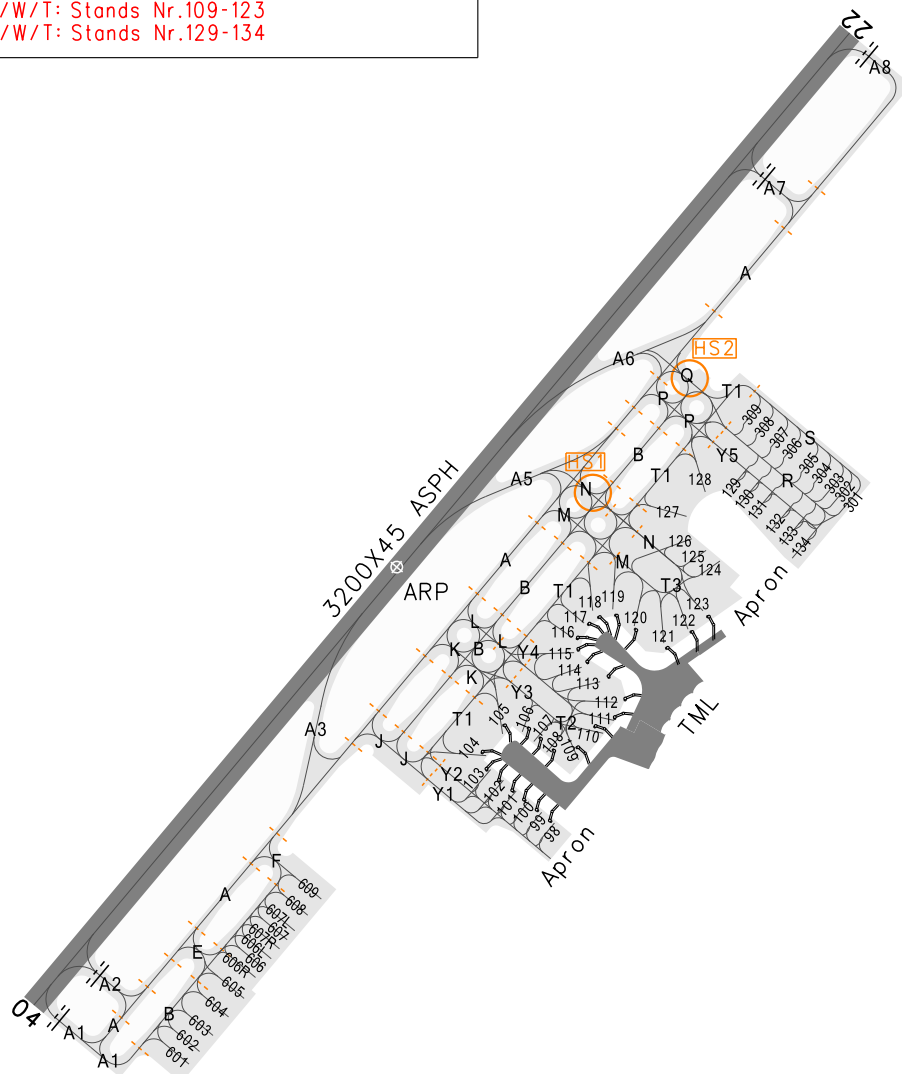 /W/T: Stands Nr.109-123
/W/T: Stands Nr.129-134
22
A8
A7
A
HS2
A6
Q
P
T1
309
P
308
S
307
B
306
Y5
305
HS1
T1
R
304
A5
128
303
N
129
302
130
301
131
M
127
132
3200X45 ASPH
N
133
126
134
A
M
125
124
ARP
B
T1
T3
118
119
123
Apron
117
120
122
L
116
121
K
B
L
Y4
115
114
K
113
Y3
112
105
106
111
TML
A3
T1
107
T2
110
J
104
108
109
J
Y2
103
Y1
102
101
100
99
98
Apron
F
609
A
608
607L
607
607R
606L
E
606
606R
A2
605
04
604
B
603
A1
A
602
A1
601